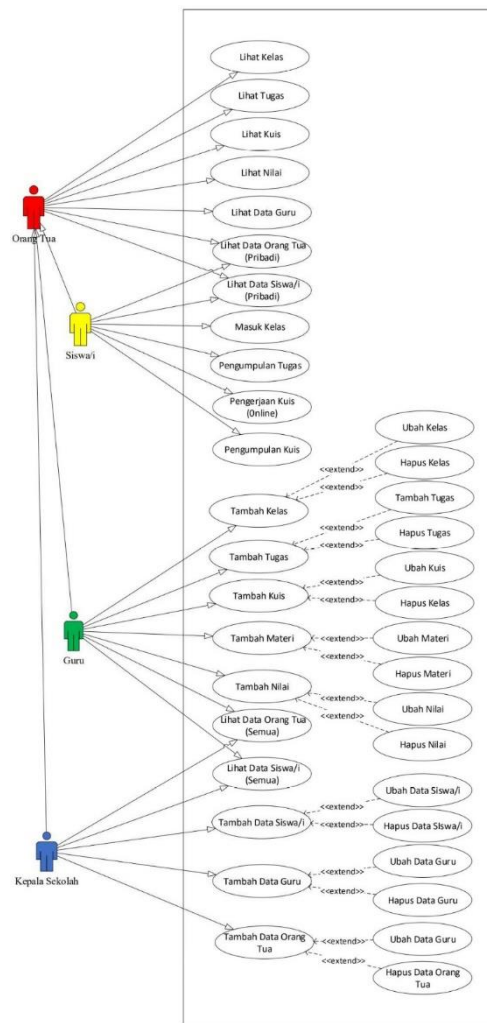 Lihat Kelas
Lihat Tugas
Lihat Kuis
Lihat Nilai
Lihat Data Guru
Orang Tua
Lihat Data Orang Tua
(Pribadi)
Lihat Data Siswa/i
(Pribadi)
Masuk Kelas
Siswa/i
Pengumpulan Tugas
Pengerjaan Kuis
(Online)
Pengumpulan Kuis
Ubah Kelas
<<extend>>
Hapus Kelas
<<extend>>
Tambah Kelas
Tambah Tugas
<<extend>>
Hapus Tugas
<<extend>>
Tambah Tugas
Ubah Kuis
<<extend>>
Tambah Kuis
<<extend>>
Hapus Kelas
Guru
Tambah Materi
<<extend>>
Ubah Materi
<<extend>>
Hapus Materi
Tambah Nilai
<<extend>>
Ubah Nilai
<<extend>>
Hapus Nilai
Lihat Data Orang Tua
(Semua)
Lihat Data Siswa/i
(Semua)
Ubah Data Siswa/i
<<extend>>
Tambah Data Siswa/i
<<extend>>
Hapus Data Siswa/i
Kepala Sekolah
Ubah Data Guru
<<extend>>
Tambah Data Guru
<<extend>>
Hapus Data Guru
Tambah Data Orang
Tua
<<extend>>
Ubah Data Guru
<<extend>>
Hapus Data Orang
Tua